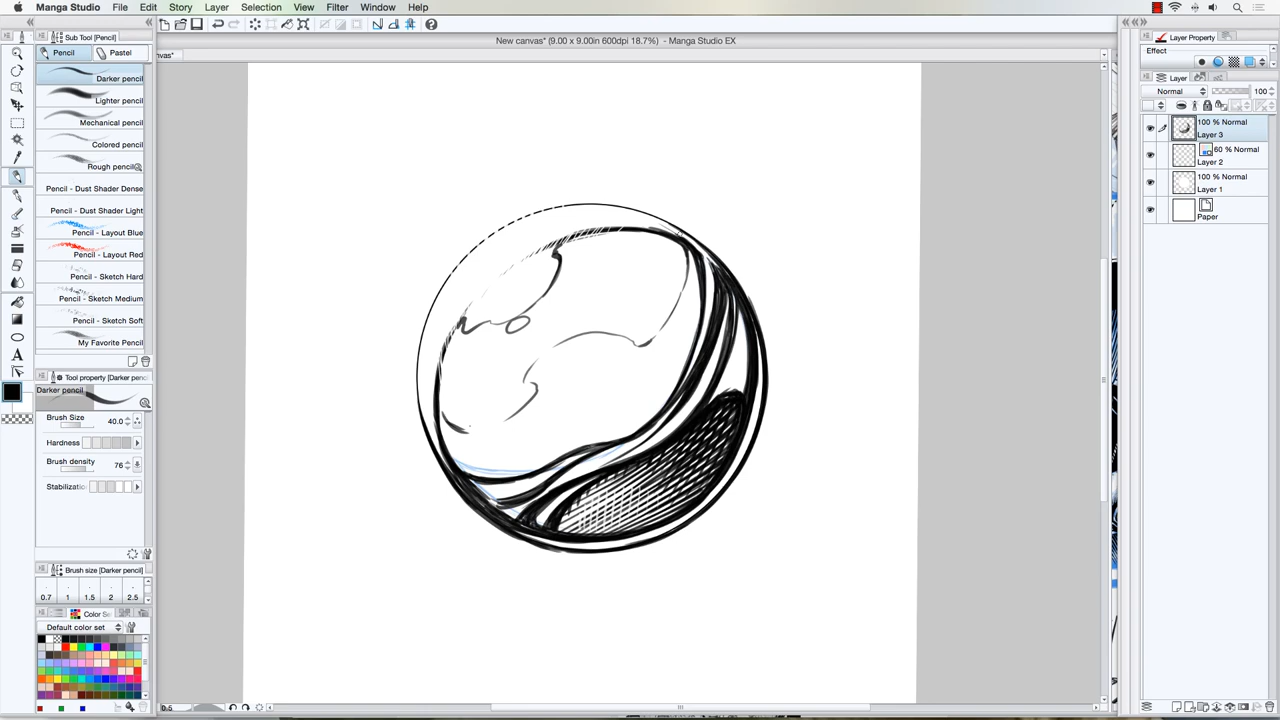 Manga Studio File Edit Story Layer Selection View Filter Window Help
Sub Tool [Pencil]
New canvas* (9.00 x 9.00in 600dpi 18.7%) - Manga Studio EX
Layer Property
Pencil Pastel
Effect
Darker pencil
Layer
Lighter pencil
Normal 100
Mechanical pencil
100 % Normal
Layer 3
Colored pencil
60 % Normal
Layer 2
Rough pencil
100 % Normal
Layer 1
Pencil - Dust Shader Dense
Pencil - Dust Shader Light
Paper
Pencil - Layout Blue
Pencil - Layout Red
Pencil - Sketch Hard
Pencil - Sketch Medium
Pencil - Sketch Soft
My Favorite Pencil
Tool property [Darker pencil]
Darker pencil
Brush Size 40.0
Hardness
Brush density 76
Stabilizatio
Brush size [Darker pencil]
0.7 1 1.5 2 2.5
Color Se
Default color set
0.5